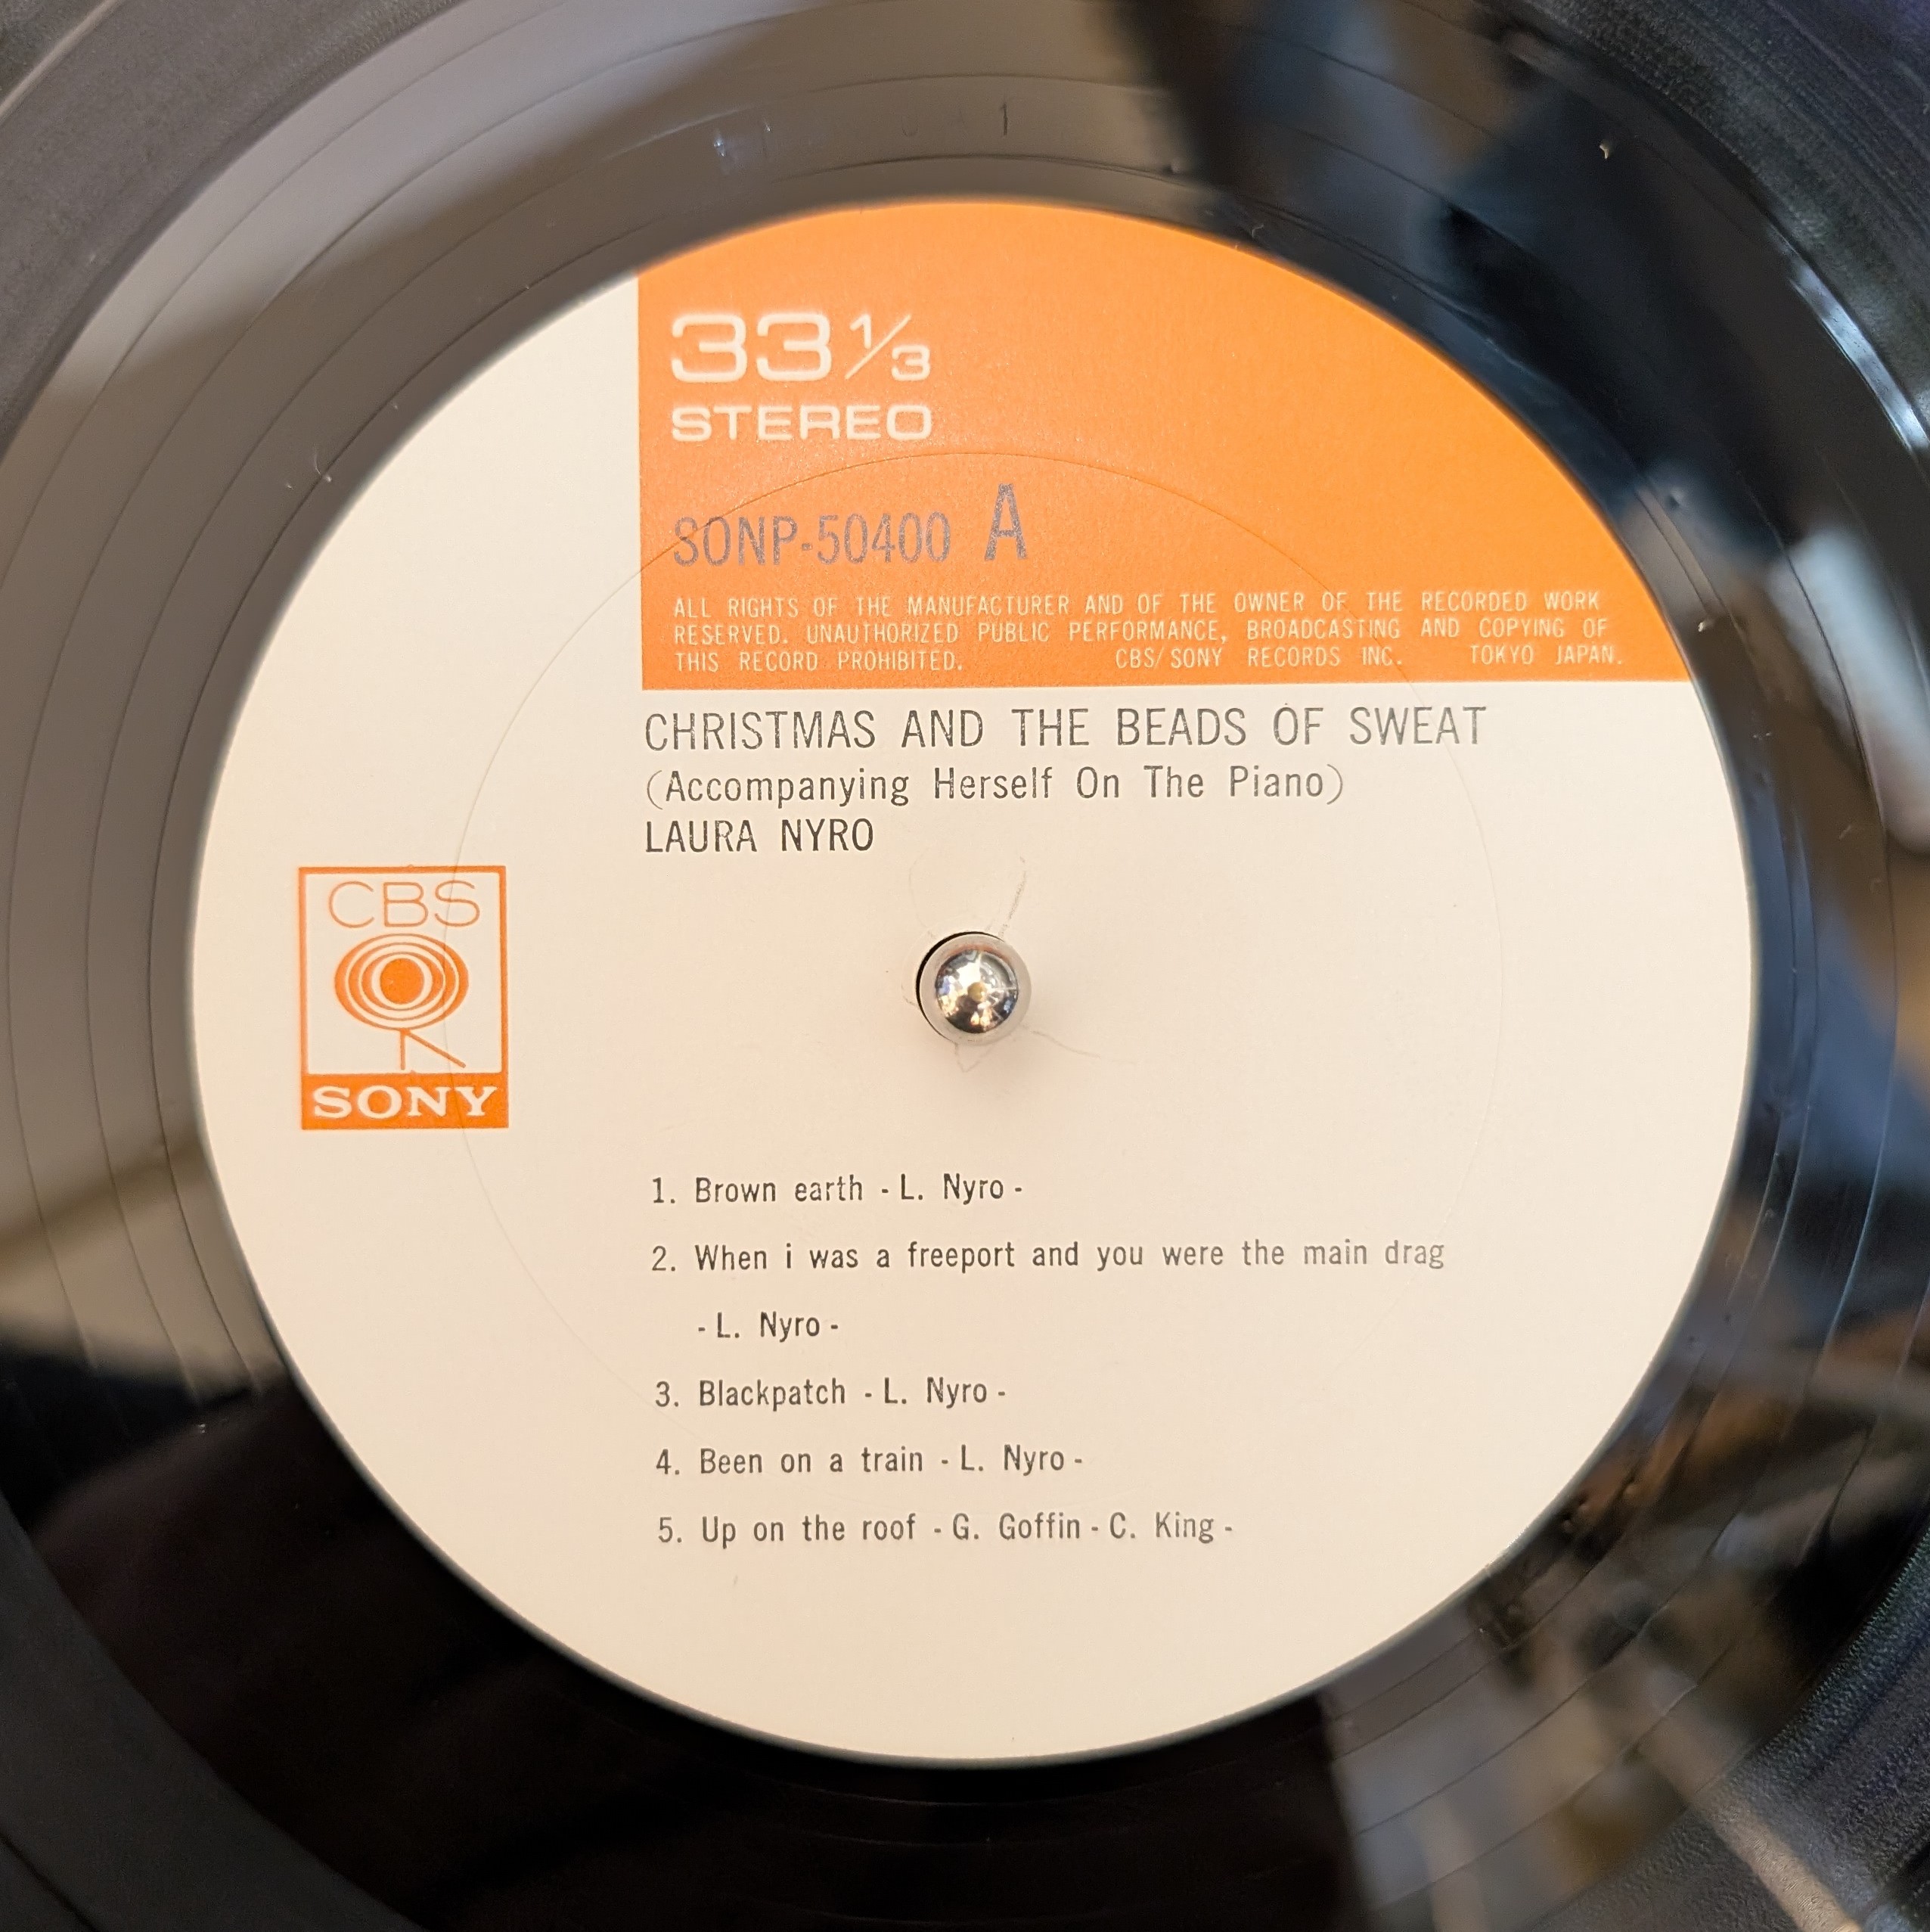 33 1/3
STEREO
SONP-50400 A
ALL RIGHTS OF THE MANUFACTURER AND OF THE OWNER OF THE RECORDED WORK
RESERVED. UNAUTHORIZED PUBLIC PERFORMANCE, BROADCASTING AND COPYING OF
THIS RECORD PROHIBITED. CBS/SONY RECORDS INC. TOKYO JAPAN.
CHRISTMAS AND THE BEADS OF SWEAT
(Accompanying Herself On The Piano)
LAURA NYRO
CBS
SONY
1. Brown earth - L. Nyro -
2. When i was a freeport and you were the main drag
- L. Nyro -
3. Blackpatch - L. Nyro -
4. Been on a train - L. Nyro -
5. Up on the roof - G. Goffin - C. King -